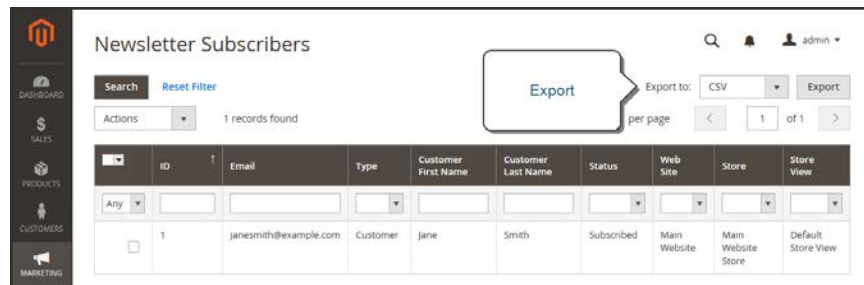 Newsletter Subscribers
admin
Search
Reset Filter
Export
Export to:
CSV
Export
Actions
1 records found
per page
1
of 1
ID
Email
Type
Customer First Name
Customer Last Name
Status
Web Site
Store
Store View
Any
1
janesmith@example.com
Customer
Jane
Smith
Subscribed
Main Website
Main Website Store
Default Store View
DASHBOARD
$
SALES
PRODUCTS
CUSTOMERS
MARKETING